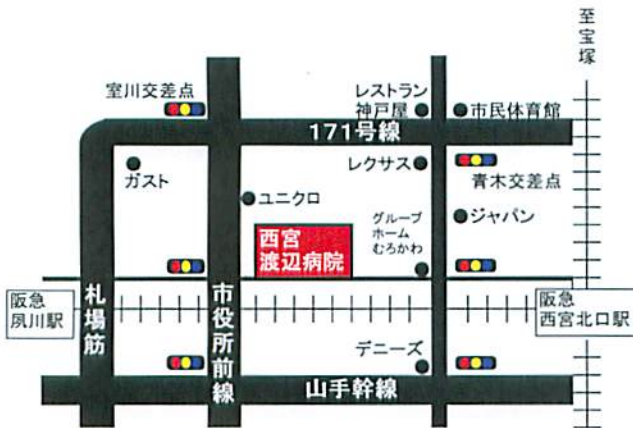 至宝塚
室川交差点
レストラン
神戸屋
市民体育館
171号線
ガスト
レクサス
青木交差点
ユニクロ
西宮
渡辺病院
グループ
ホーム
むろかわ
ジャパン
阪急
夙川駅
札場筋
市役所前線
阪急
西宮北口駅
デニーズ
山手幹線